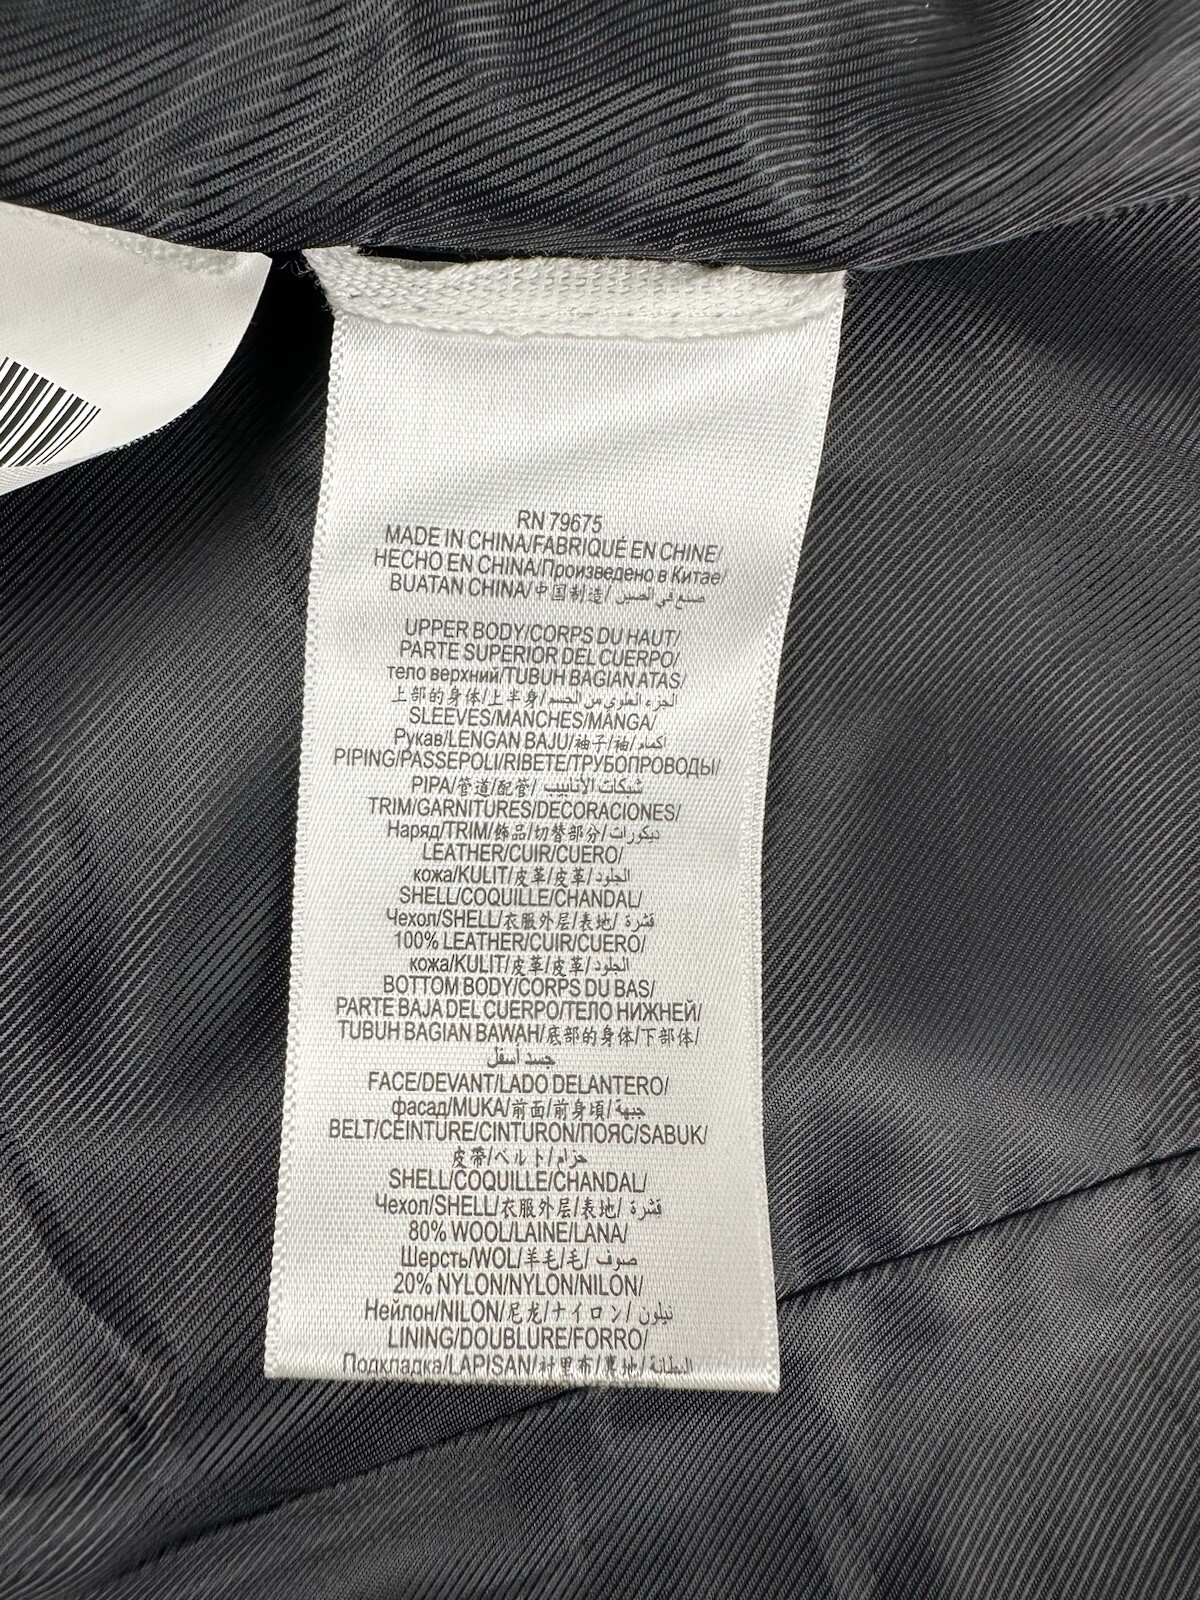 RN 79675
MADE IN CHINA/FABRIQUÉ EN CHINE/
HECHO EN CHINA/Произведено в Китае/
BUATAN CHINA/中国制造/ صنع في الصين
UPPER BODY/CORPS DU HAUT/
PARTE SUPERIOR DEL CUERPO/
тело верхний/TUBUH BAGIAN ATAS/
上部的身体/上半身/الجزء العلوي من الجسم
SLEEVES/MANCHES/MANGA/
Рукав/LENGAN BAJU/袖子/袖/اكمام
PIPING/PASSEPOLI/RIBETE/ТРУБОПРОВОДЫ/
PIPA/管道/配管/ شبكات الأنابيب
TRIM/GARNITURES/DECORACIONES/
Наряд/TRIM/飾品/切替部分/ديكورات
LEATHER/CUIR/CUERO/
кожа/KULIT/皮革/皮革/الجلود
SHELL/COQUILLE/CHANDAL/
Чехол/SHELL/衣服外层/表地/ قشرة
100% LEATHER/CUIR/CUERO/
кожа/KULIT/皮革/皮革/الجلود
BOTTOM BODY/CORPS DU BAS/
PARTE BAJA DEL CUERPO/ТЕЛО НИЖНЕЙ/
TUBUH BAGIAN BAWAH/底部的身体/下部体/
جسد أسفل
FACE/DEVANT/LADO DELANTERO/
фасад/MUKA/前面/前身頃/جبهة
BELT/CEINTURE/CINTURON/ПОЯС/SABUK/
皮帶/ベルト/حزام
SHELL/COQUILLE/CHANDAL/
Чехол/SHELL/衣服外层/表地/ قشرة
80% WOOL/LAINE/LANA/
Шерсть/WOL/羊毛/毛/ صوف
20% NYLON/NYLON/NILON/
Нейлон/NILON/尼龙/ナイロン/ نيلون
LINING/DOUBLURE/FORRO/
Подкладка/LAPISAN/衬里布/裏地/البطانة